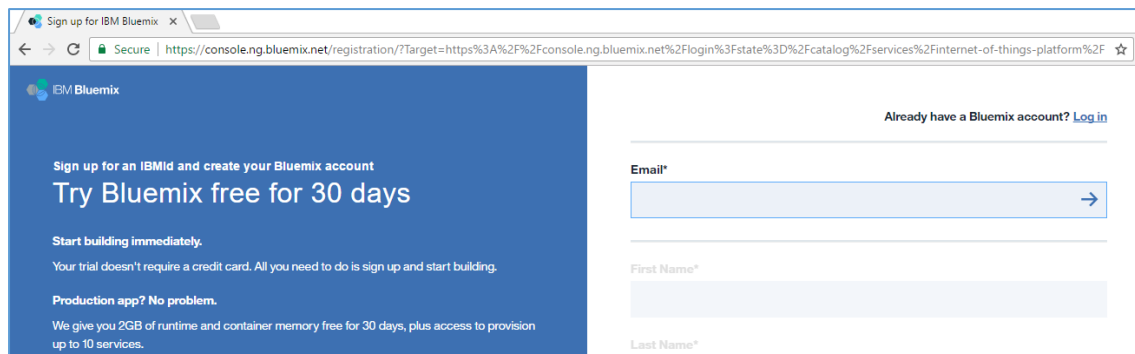 Sign up for IBM Bluemix
Secure | https://console.ng.bluemix.net/registration/?Target=https%3A%2F%2Fconsole.ng.bluemix.net%2Flogin%3Fstate%3D%2Fcatalog%2Fservices%2Finternet-of-things-platform%2F
IBM Bluemix
Already have a Bluemix account? Log in
Sign up for an IBMid and create your Bluemix account
Try Bluemix free for 30 days
Start building immediately.
Your trial doesn't require a credit card. All you need to do is sign up and start building.
Production app? No problem.
We give you 2GB of runtime and container memory free for 30 days, plus access to provision
up to 10 services.
Email*
First Name*
Last Name*